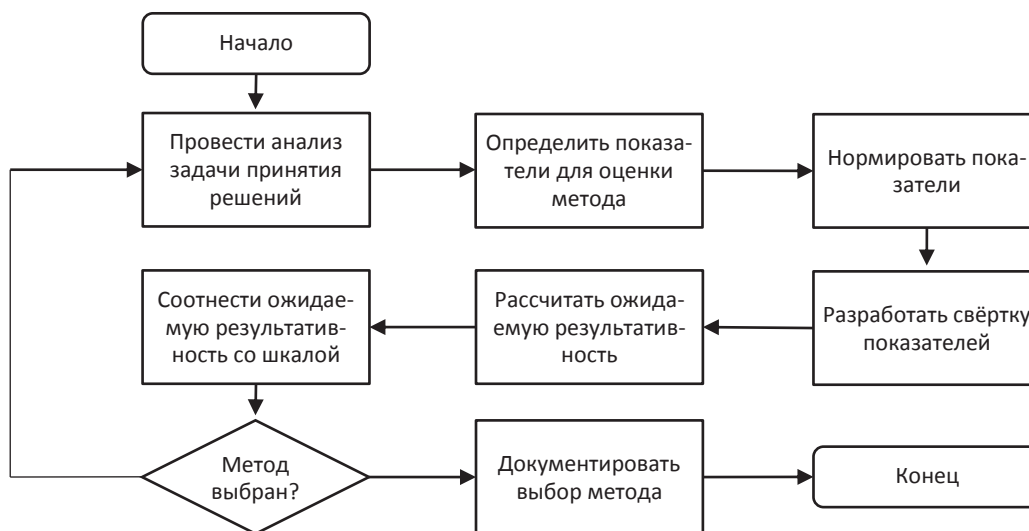 Начало
Провести анализ
задачи принятия
решений
Определить показа-
тели для оценки
метода
Нормировать пока-
затели
Соотнести ожидае-
мую результатив-
ность со шкалой
Рассчитать ожида-
емую результатив-
ность
Разработать свёртку
показателей
Метод
выбран?
Документировать
выбор метода
Конец